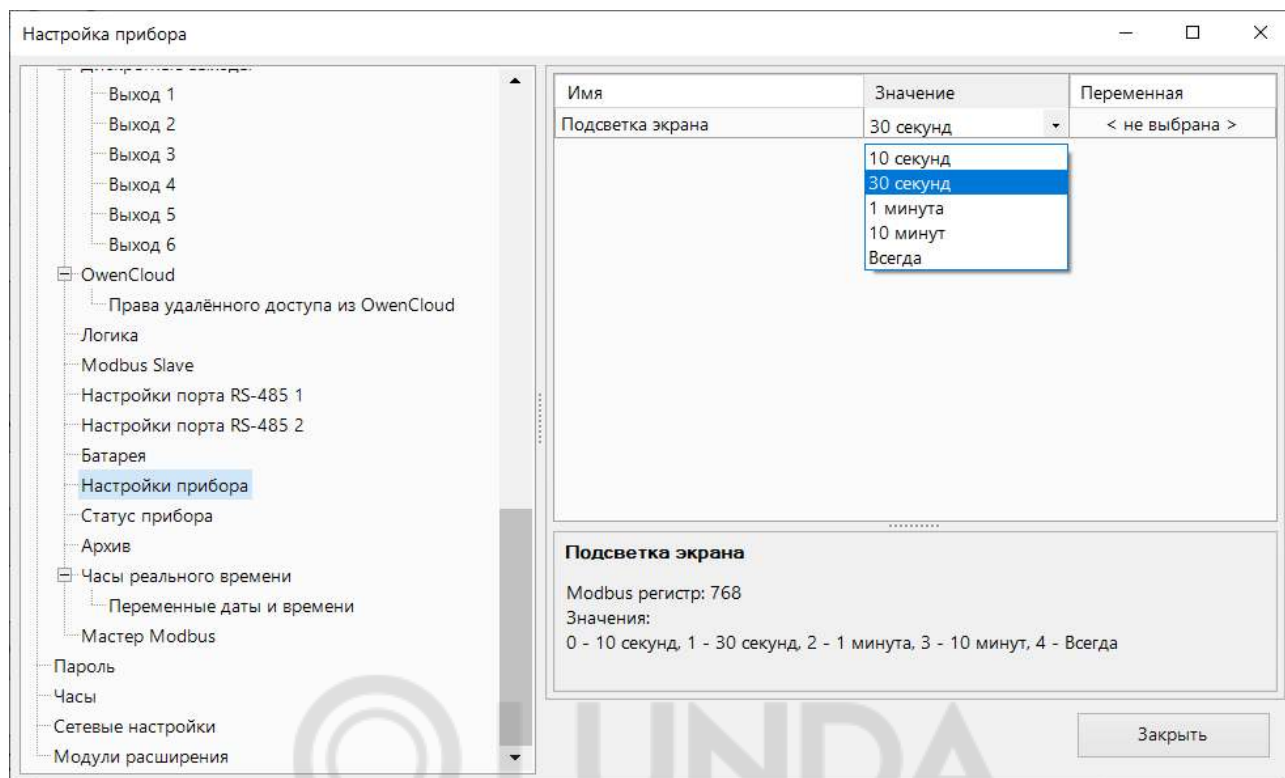 Настройка прибора
Выход 1
Выход 2
Выход 3
Выход 4
Выход 5
Выход 6
OwenCloud
Права удалённого доступа из OwenCloud
Логика
Modbus Slave
Настройки порта RS-485 1
Настройки порта RS-485 2
Батарея
Настройки прибора
Статус прибора
Архив
Часы реального времени
Переменные даты и времени
Мастер Modbus
Пароль
Часы
Сетевые настройки
Модули расширения
Имя Значение Переменная
Подсветка экрана 30 секунд < не выбрана >
10 секунд
30 секунд
1 минута
10 минут
Всегда
Подсветка экрана
Modbus регистр: 768
Значения:
0 - 10 секунд, 1 - 30 секунд, 2 - 1 минута, 3 - 10 минут, 4 - Всегда
Закрыть
LUNDA